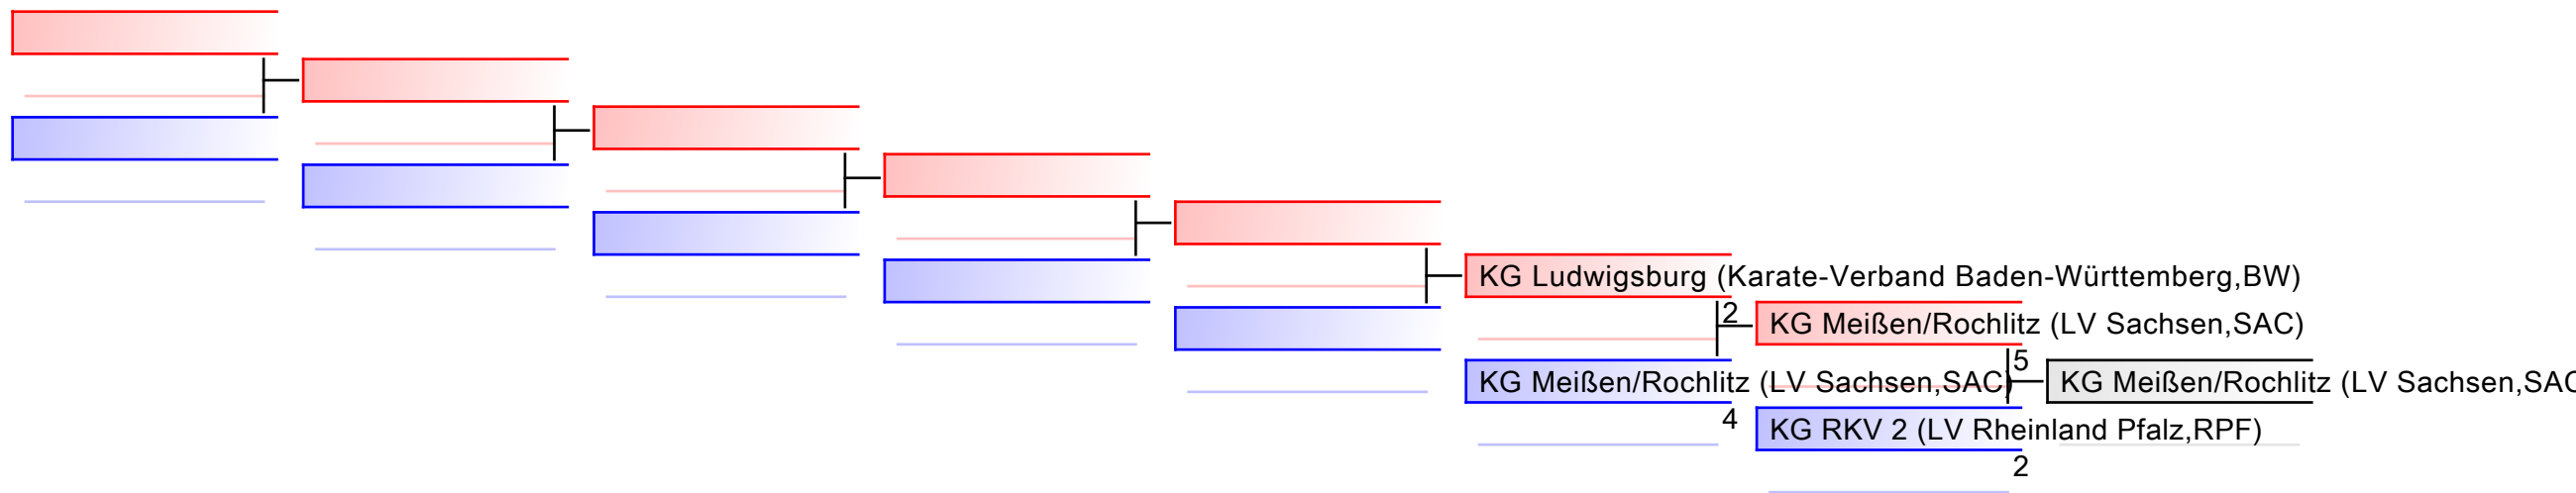 KG Ludwigsburg (Karate-Verband Baden-Württemberg,BW)
2
KG Meißen/Rochlitz (LV Sachsen,SAC)
KG Meißen/Rochlitz (LV Sachsen,SAC)
5
KG Meißen/Rochlitz (LV Sachsen,SAC
4
KG RKV 2 (LV Rheinland Pfalz,RPF)
2